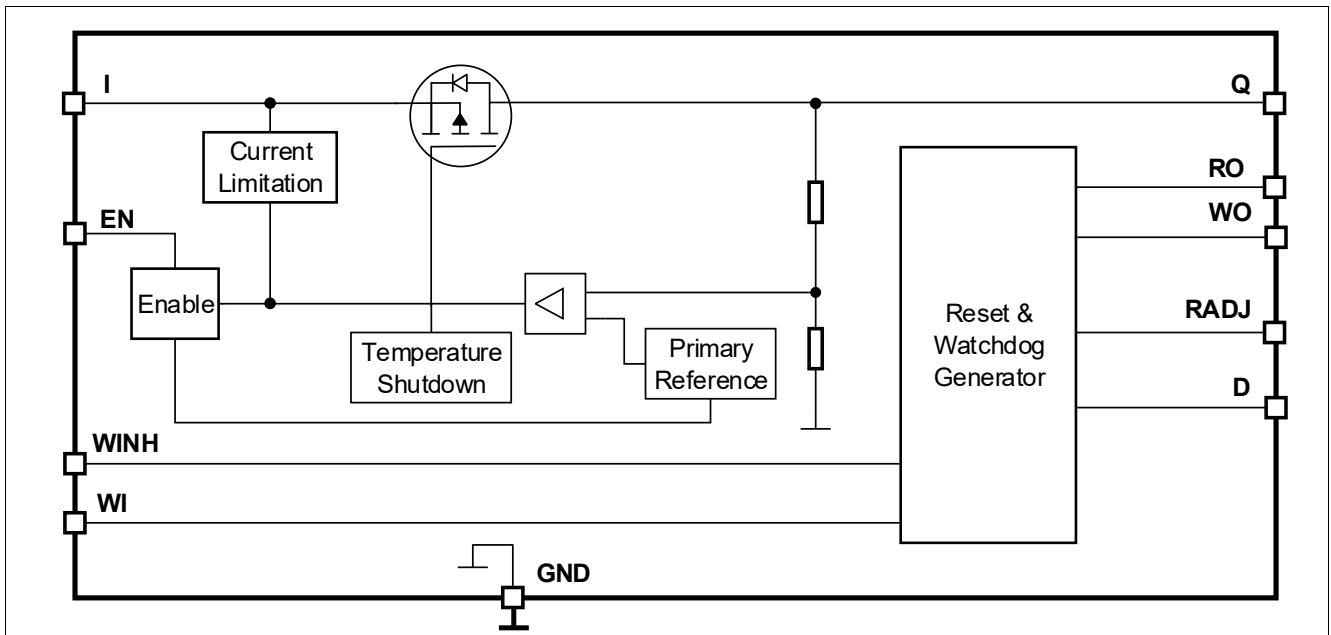 I
Q
Current
Limitation
RO
WO
EN
Enable
Temperature
Shutdown
Primary
Reference
Reset &
Watchdog
Generator
RADJ
D
WINH
WI
GND